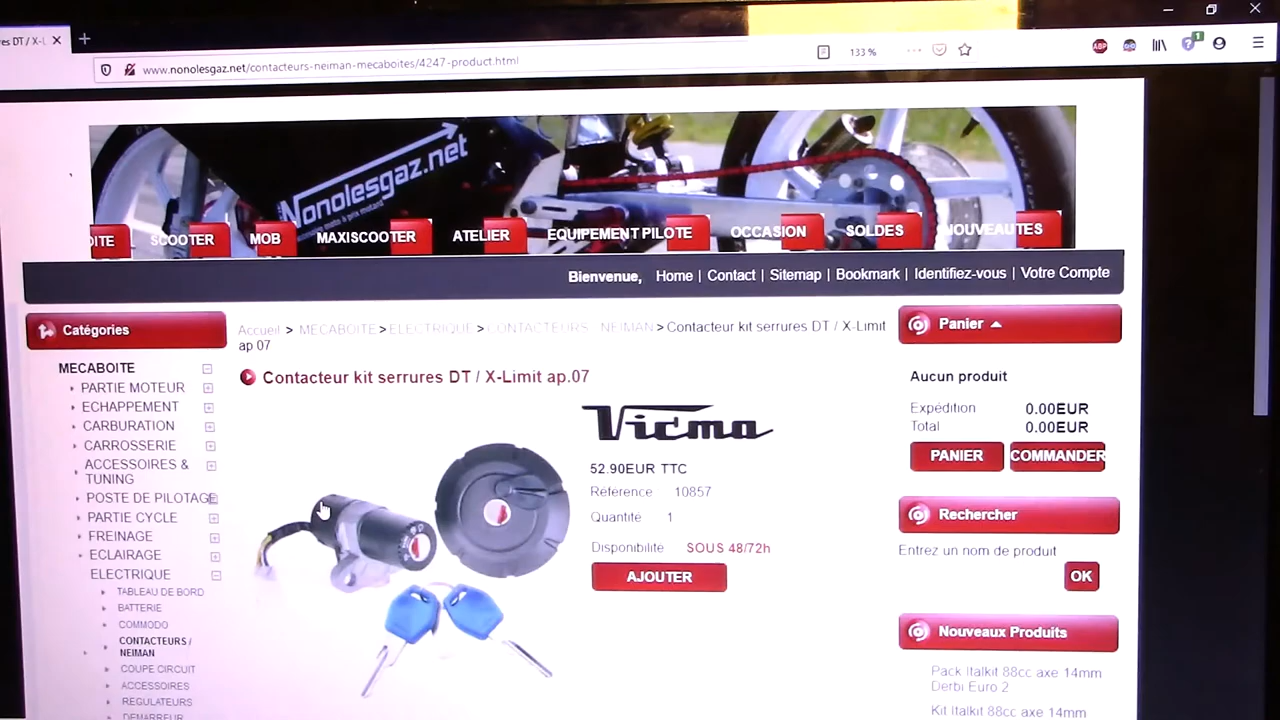 www.nonolesgaz.net/contacteurs-neiman-mecaboites/4247-product.html
133 %
ABP
1
Nonolesgaz.net
SCOOTER
MOB
MAXISCOOTER
ATELIER
EQUIPEMENT PILOTE
OCCASION
SOLDES
NOUVEAUTES
Bienvenue, Home | Contact | Sitemap | Bookmark | Identifiez-vous | Votre Compte
Catégories
MECABOITE
PARTIE MOTEUR
ECHAPPEMENT
CARBURATION
CARROSSERIE
ACCESSOIRES &
TUNING
POSTE DE PILOTAGE
PARTIE CYCLE
FREINAGE
ECLAIRAGE
ELECTRIQUE
TABLEAU DE BORD
BATTERIE
COMMODO
CONTACTEURS /
NEIMAN
COUPE CIRCUIT
ACCESSOIRES
REGULATEURS
DEMARREUR
Accueil > MECABOITE > ELECTRIQUE > CONTACTEURS NEIMAN > Contacteur kit serrures DT / X-Limit
ap 07
Contacteur kit serrures DT / X-Limit ap.07
Vicma
52.90EUR TTC
Référence 10857
Quantité 1
Disponibilité SOUS 48/72h
AJOUTER
Panier
Aucun produit
Expédition 0.00EUR
Total 0.00EUR
PANIER
COMMANDER
Rechercher
Entrez un nom de produit
OK
Nouveaux Produits
Pack Italkit 88cc axe 14mm
Derbi Euro 2
Kit Italkit 88cc axe 14mm